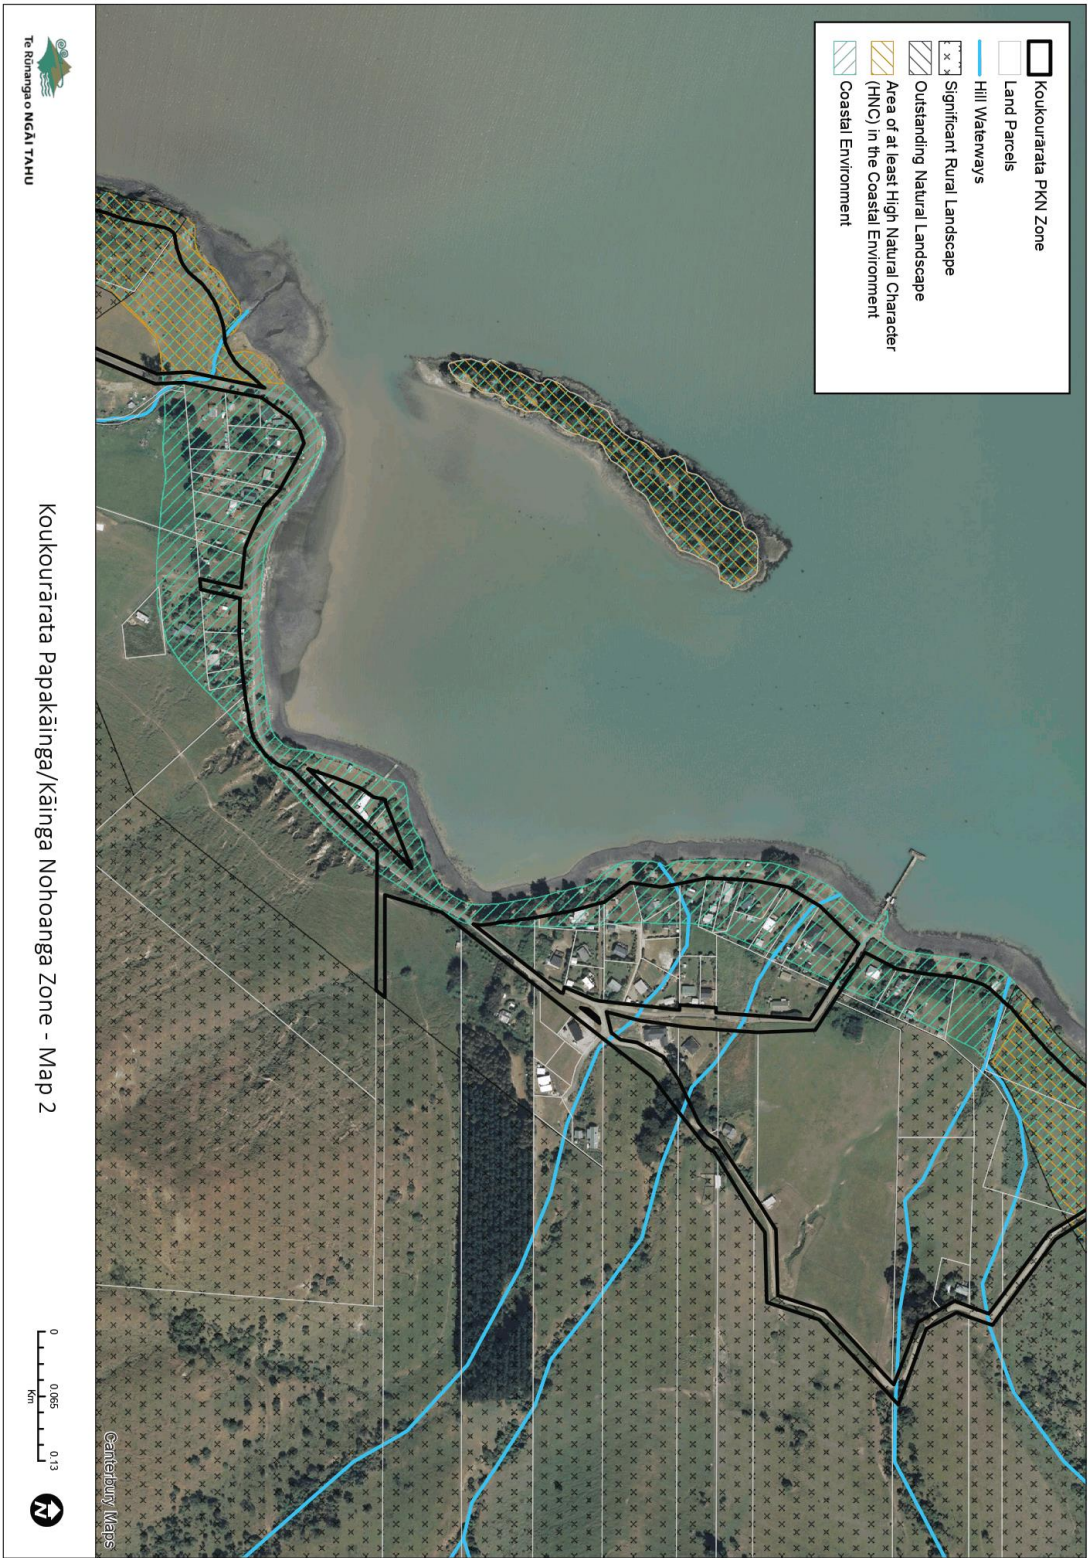 Koukourārata PKN Zone
Land Parcels
Hill Waterways
Significant Rural Landscape
Outstanding Natural Landscape
Area of at least High Natural Character
(HNC) in the Coastal Environment
Coastal Environment
Canterbury Maps
Te Rūnanga o NGĀI TAHU
Koukourārata Papakāinga/Kāinga Nohoanga Zone - Map 2
0 0.065 0.13
Km
N